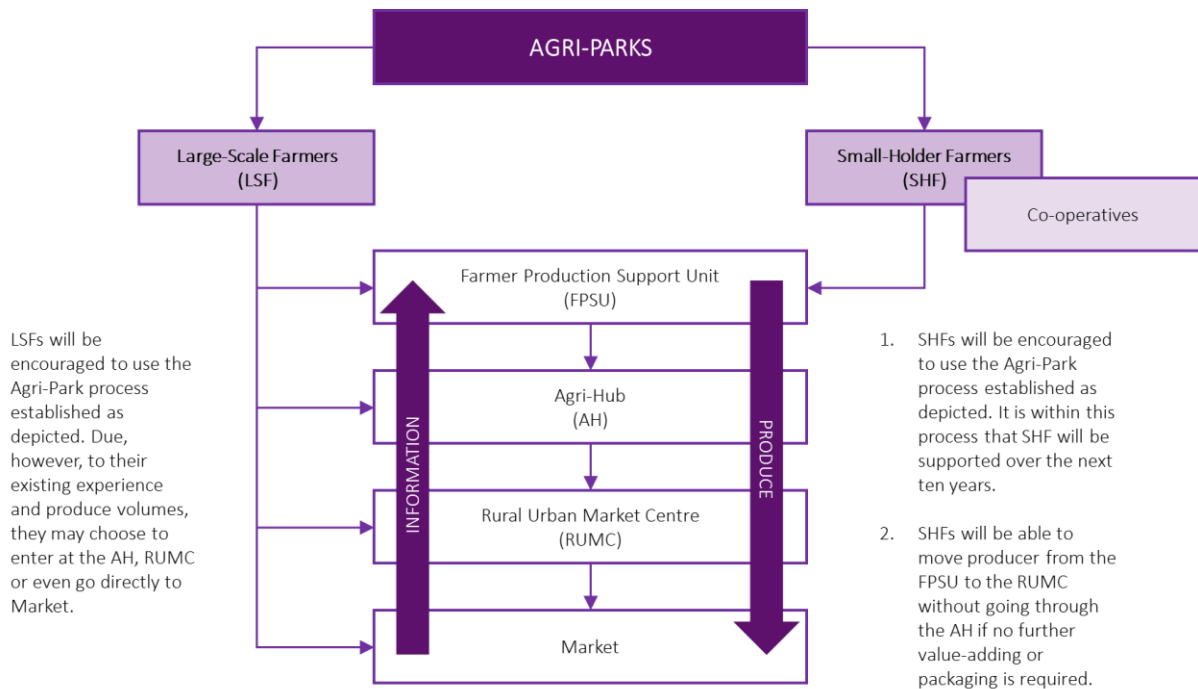 AGRI-PARKS
Large-Scale Farmers
(LSF)
Small-Holder Farmers
(SHF)
Co-operatives
Farmer Production Support Unit
(FPSU)
Agri-Hub
(AH)
Rural Urban Market Centre
(RUMC)
Market
INFORMATION
PRODUCE
LSFs will be
encouraged to use the
Agri-Park process
established as
depicted. Due,
however, to their
existing experience
and produce volumes,
they may choose to
enter at the AH, RUMC
or even go directly to
Market.
1. SHFs will be encouraged
to use the Agri-Park
process established as
depicted. It is within this
process that SHF will be
supported over the next
ten years.
2. SHFs will be able to
move producer from the
FPSU to the RUMC
without going through
the AH if no further
value-adding or
packaging is required.